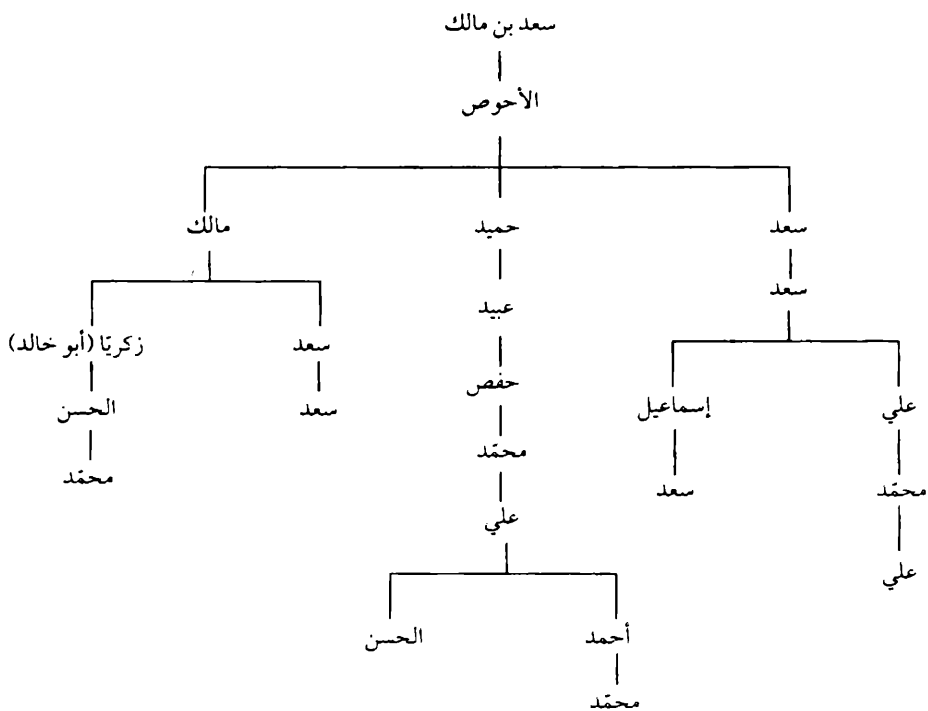 سعد بن مالك
الأحوص
سعد حميد مالك
سعد
عبيد
سعد زكريّا (أبو خالد)
حفص
علي إسماعيل سعد الحسن
محمّد
محمّد سعد محمّد
علي
علي
أحمد الحسن
محمّد